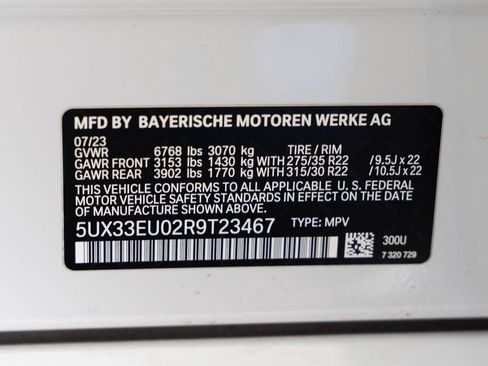 MFD BY BAYERISCHE MOTOREN WERKE AG
07/23
GVWR 6768 lbs 3070 kg TIRE / RIM
GAWR FRONT 3153 lbs 1430 kg WITH 275/35 R22 /9.5J x 22
GAWR REAR 3902 lbs 1770 kg WITH 315/30 R22 /10.5J x 22
THIS VEHICLE CONFORMS TO ALL APPLICABLE U. S. FEDERAL
MOTOR VEHICLE SAFETY STANDARDS IN EFFECT ON THE DATE
OF MANUFACTURE SHOWN ABOVE.
5UX33EU02R9T23467 TYPE: MPV
300U
7 320 729